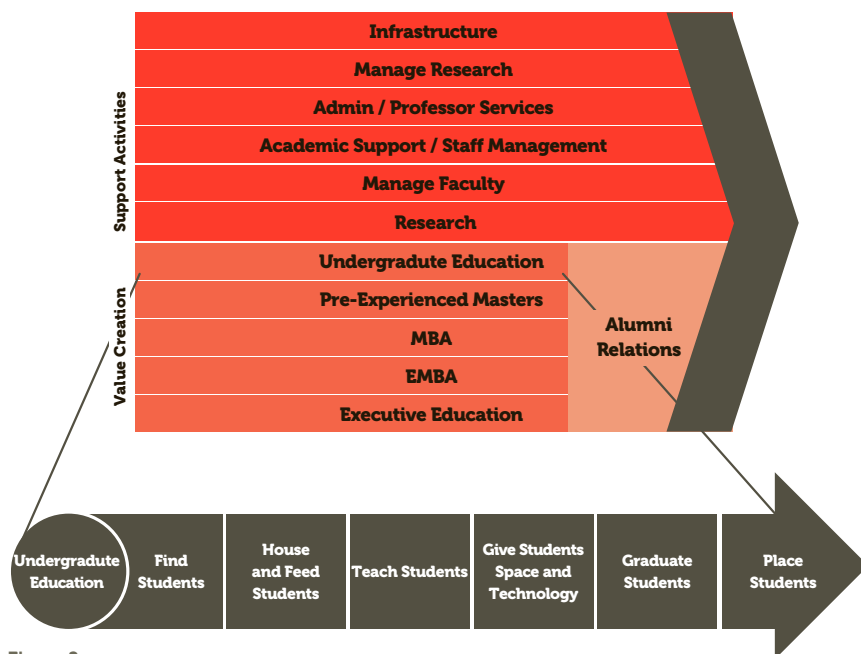 Infrastructure
Manage Research
Admin / Professor Services
Academic Support / Staff Management
Manage Faculty
Research
Support Activities
Undergradute Education
Pre-Experienced Masters
MBA
EMBA
Executive Education
Value Creation
Alumni
Relations
Undergradute
Education
Find
Students
House
and Feed
Students
Teach Students
Give Students
Space and
Technology
Graduate
Students
Place
Students